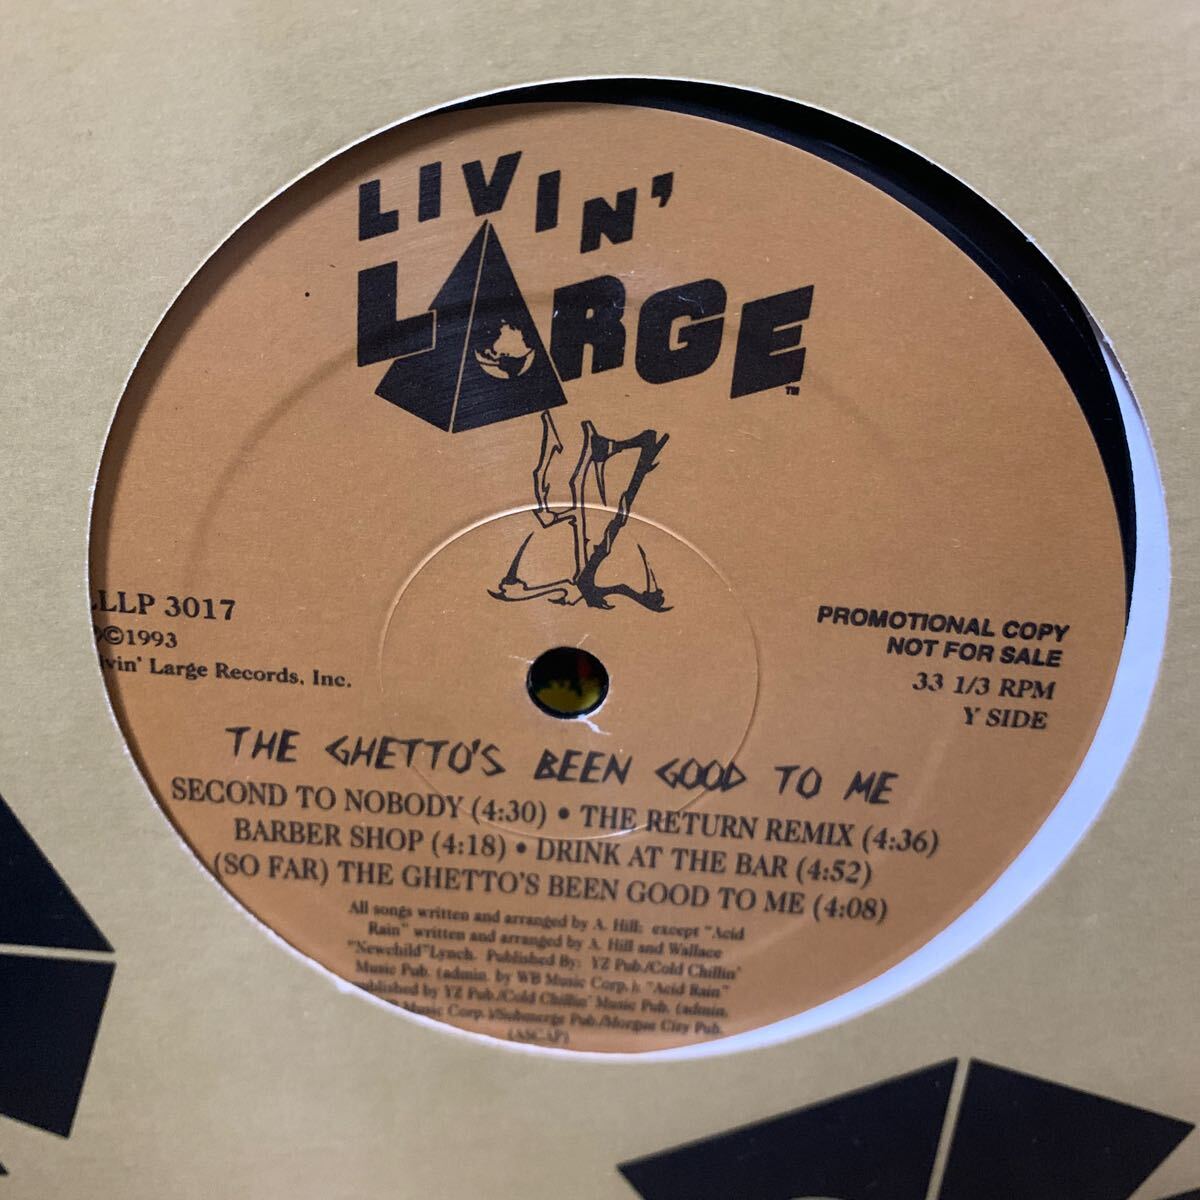 LIVIN'
LARGE
TM
YZ
LLP 3017
©1993
Large Records, Inc.
PROMOTIONAL COPY
NOT FOR SALE
33 1/3 RPM
Y SIDE
THE GHETTO'S BEEN GOOD TO ME
SECOND TO NOBODY (4:30) • THE RETURN REMIX (4:36)
BARBER SHOP (4:18) • DRINK AT THE BAR (4:52)
(SO FAR) THE GHETTO'S BEEN GOOD TO ME (4:08)
All songs written and arranged by A. Hill: except "Acid
Rain" written and arranged by A. Hill and Wallace
"Newchild"Lynch. Published By: YZ Pub./Cold Chillin'
Music Pub. (admin. by WB Music Corp.); "Acid Rain"
published by YZ Pub./Cold Chillin' Music Pub. (admin.
Music Corp.)/Submerge Pub./Morgue City Pub.
(ASCAP)